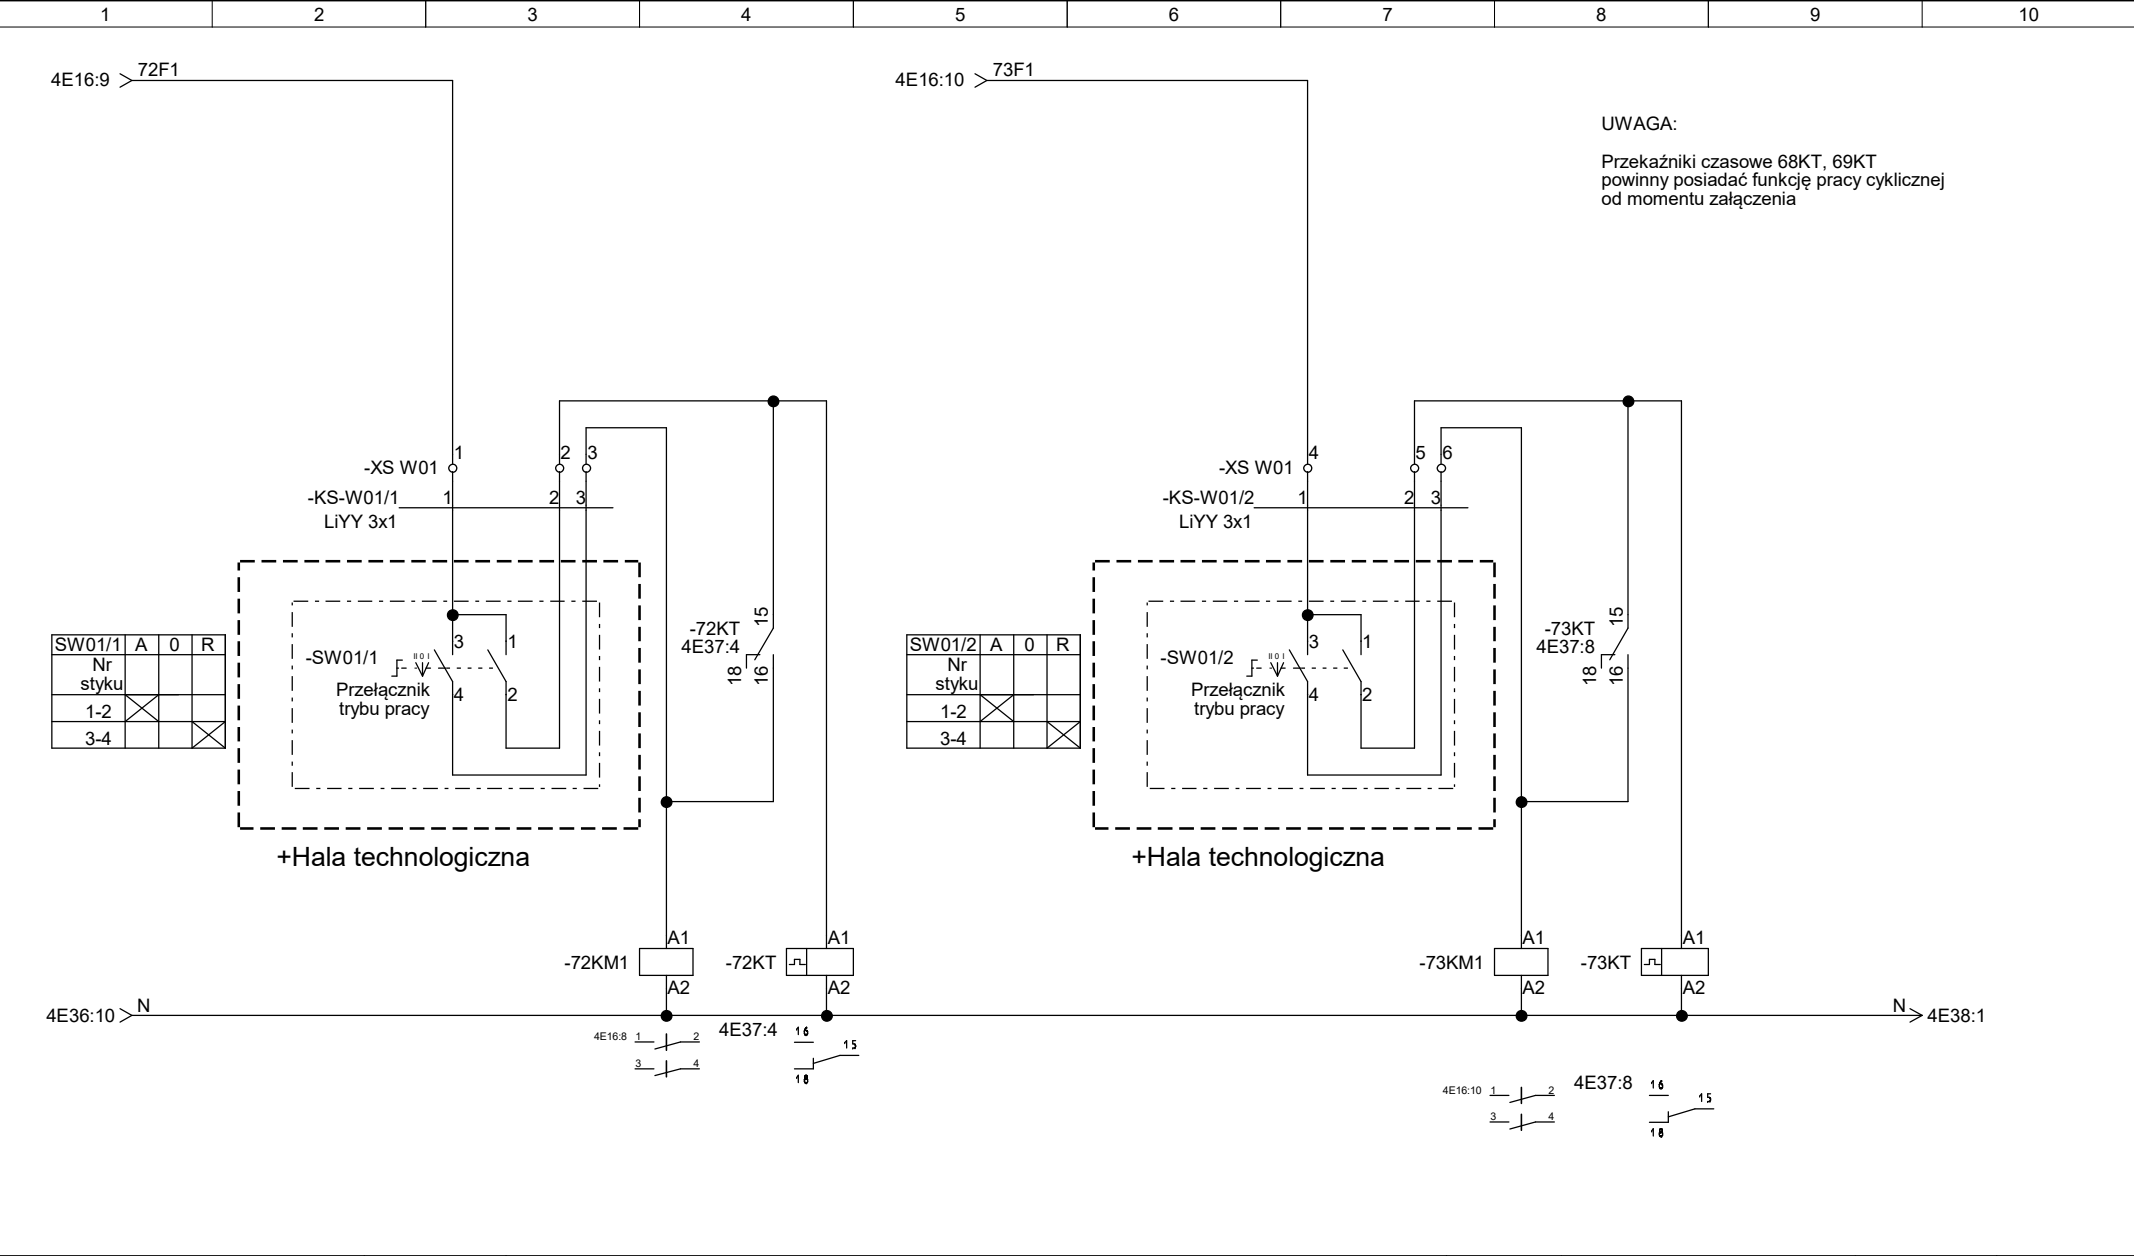 1 2 3 4 5 6 7 8 9 10
4E16:9 72F1
4E16:10 73F1
UWAGA:
Przekaźniki czasowe 68KT, 69KT
powinny posiadać funkcję pracy cyklicznej
od momentu załączenia
-XS W01 1 2 3
-KS-W01/1 1 2 3
LiYY 3x1
SW01/1 A 0 R
Nr
styku
1-2
3-4
-SW01/1
II 0 I
3 1
4 2
Przełącznik
trybu pracy
-72KT
4E37:4
15
18 16
+Hala technologiczna
-XS W01 4 5 6
-KS-W01/2 1 2 3
LiYY 3x1
SW01/2 A 0 R
Nr
styku
1-2
3-4
-SW01/2
II 0 I
3 1
4 2
Przełącznik
trybu pracy
-73KT
4E37:8
15
18 16
+Hala technologiczna
-72KM1 A1 A2
-72KT A1 A2
-73KM1 A1 A2
-73KT A1 A2
4E36:10 N
N 4E38:1
4E16:8 1 2
3 4
4E37:4 16
15
18
4E16:10 1 2
3 4
4E37:8 16
15
18